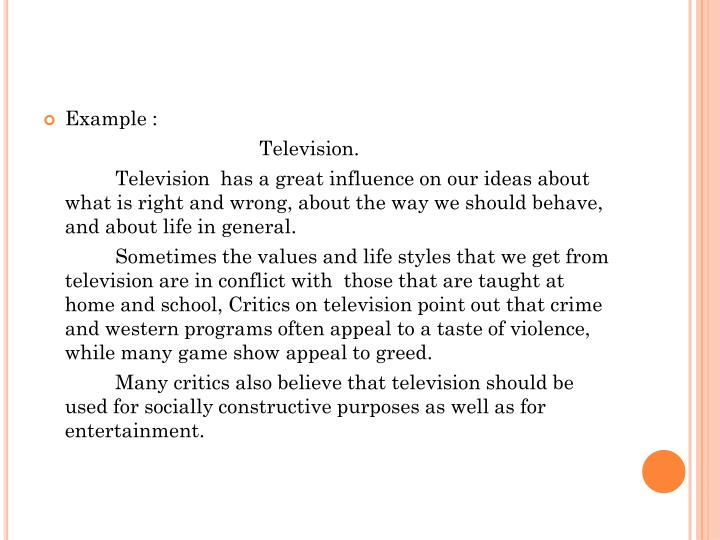 Example :
Television.
Television  has a great influence on our ideas about
what is right and wrong, about the way we should behave,
and about life in general.
Sometimes the values and life styles that we get from
television are in conflict with  those that are taught at
home and school, Critics on television point out that crime
and western programs often appeal to a taste of violence,
while many game show appeal to greed.
Many critics also believe that television should be
used for socially constructive purposes as well as for
entertainment.